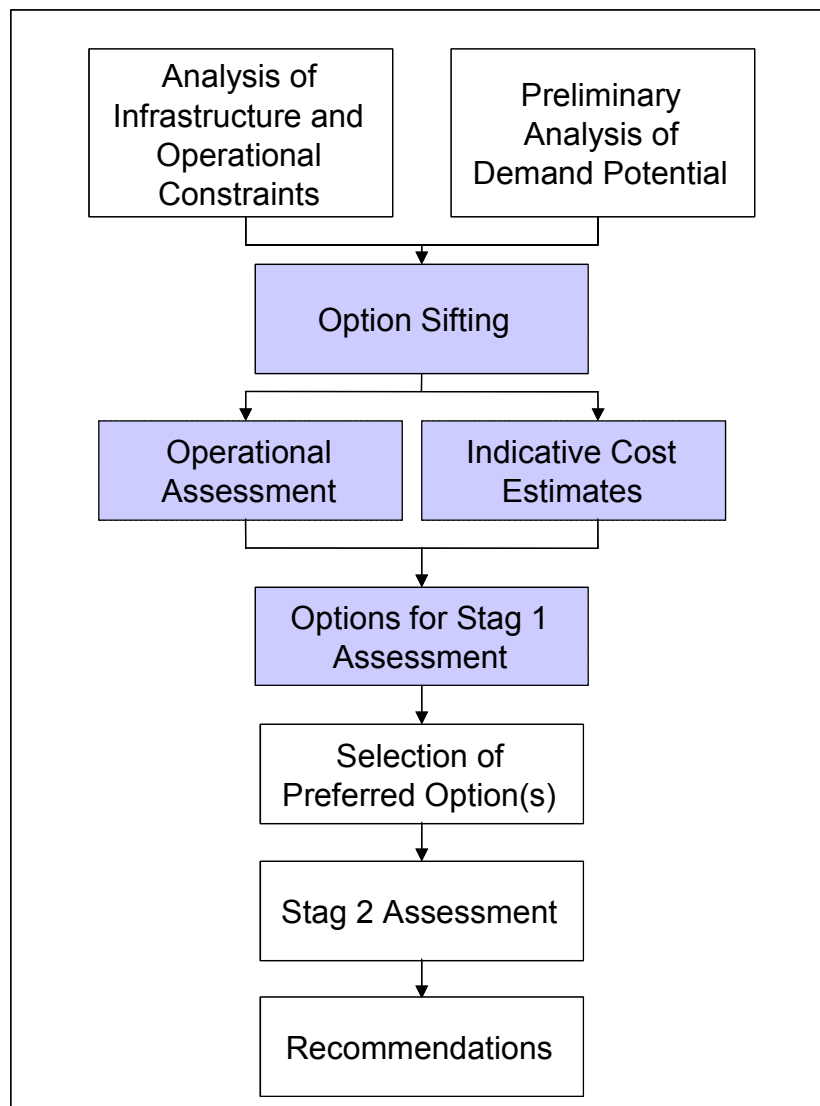 Analysis of
Infrastructure and
Operational
Constraints
Preliminary
Analysis of
Demand Potential
Option Sifting
Operational
Assessment
Indicative Cost
Estimates
Options for Stag 1
Assessment
Selection of
Preferred Option(s)
Stag 2 Assessment
Recommendations